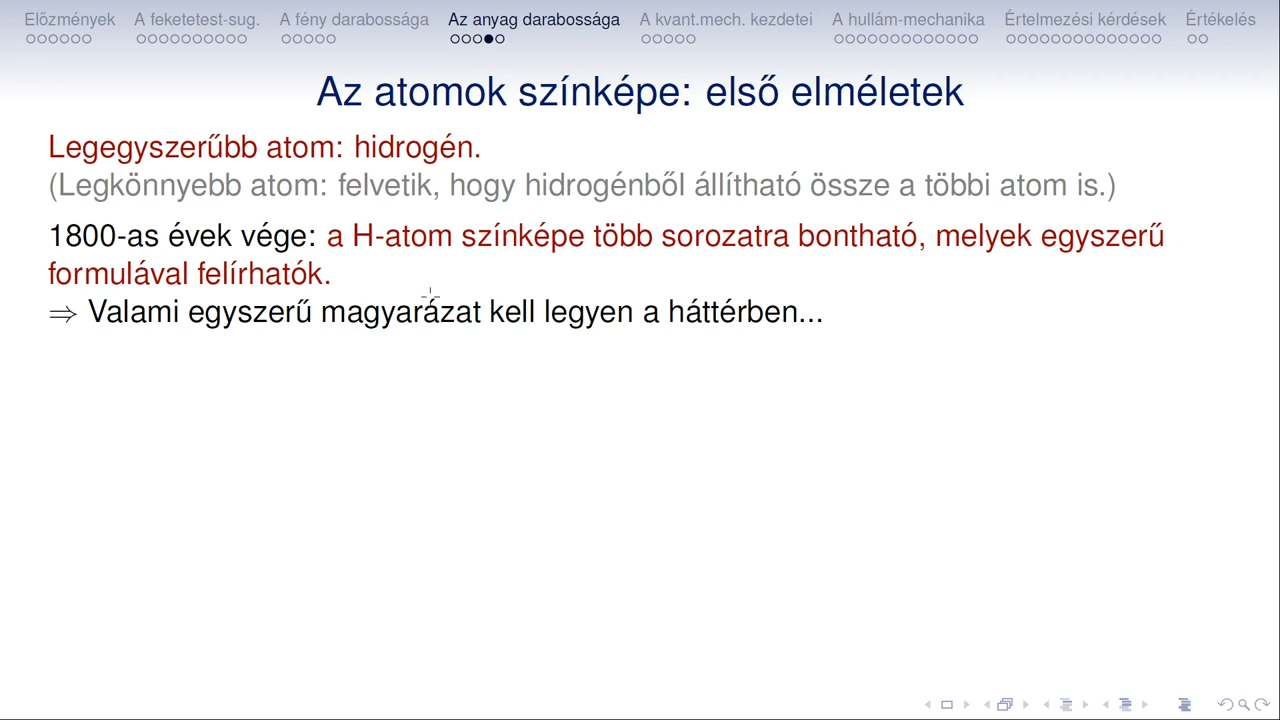 Előzmények A feketetest-sug. A fény darabossága Az anyag darabossága A kvant.mech. kezdetei A hullám-mechanika Értelmezési kérdések Értékelés
Az atomok színképe: első elméletek
Legegyszerűbb atom: hidrogén.
(Legkönnyebb atom: felvetik, hogy hidrogénből állítható össze a többi atom is.)
1800-as évek vége: a H-atom színképe több sorozatra bontható, melyek egyszerű
formulával felírhatók.
⇒ Valami egyszerű magyarázat kell legyen a háttérben...